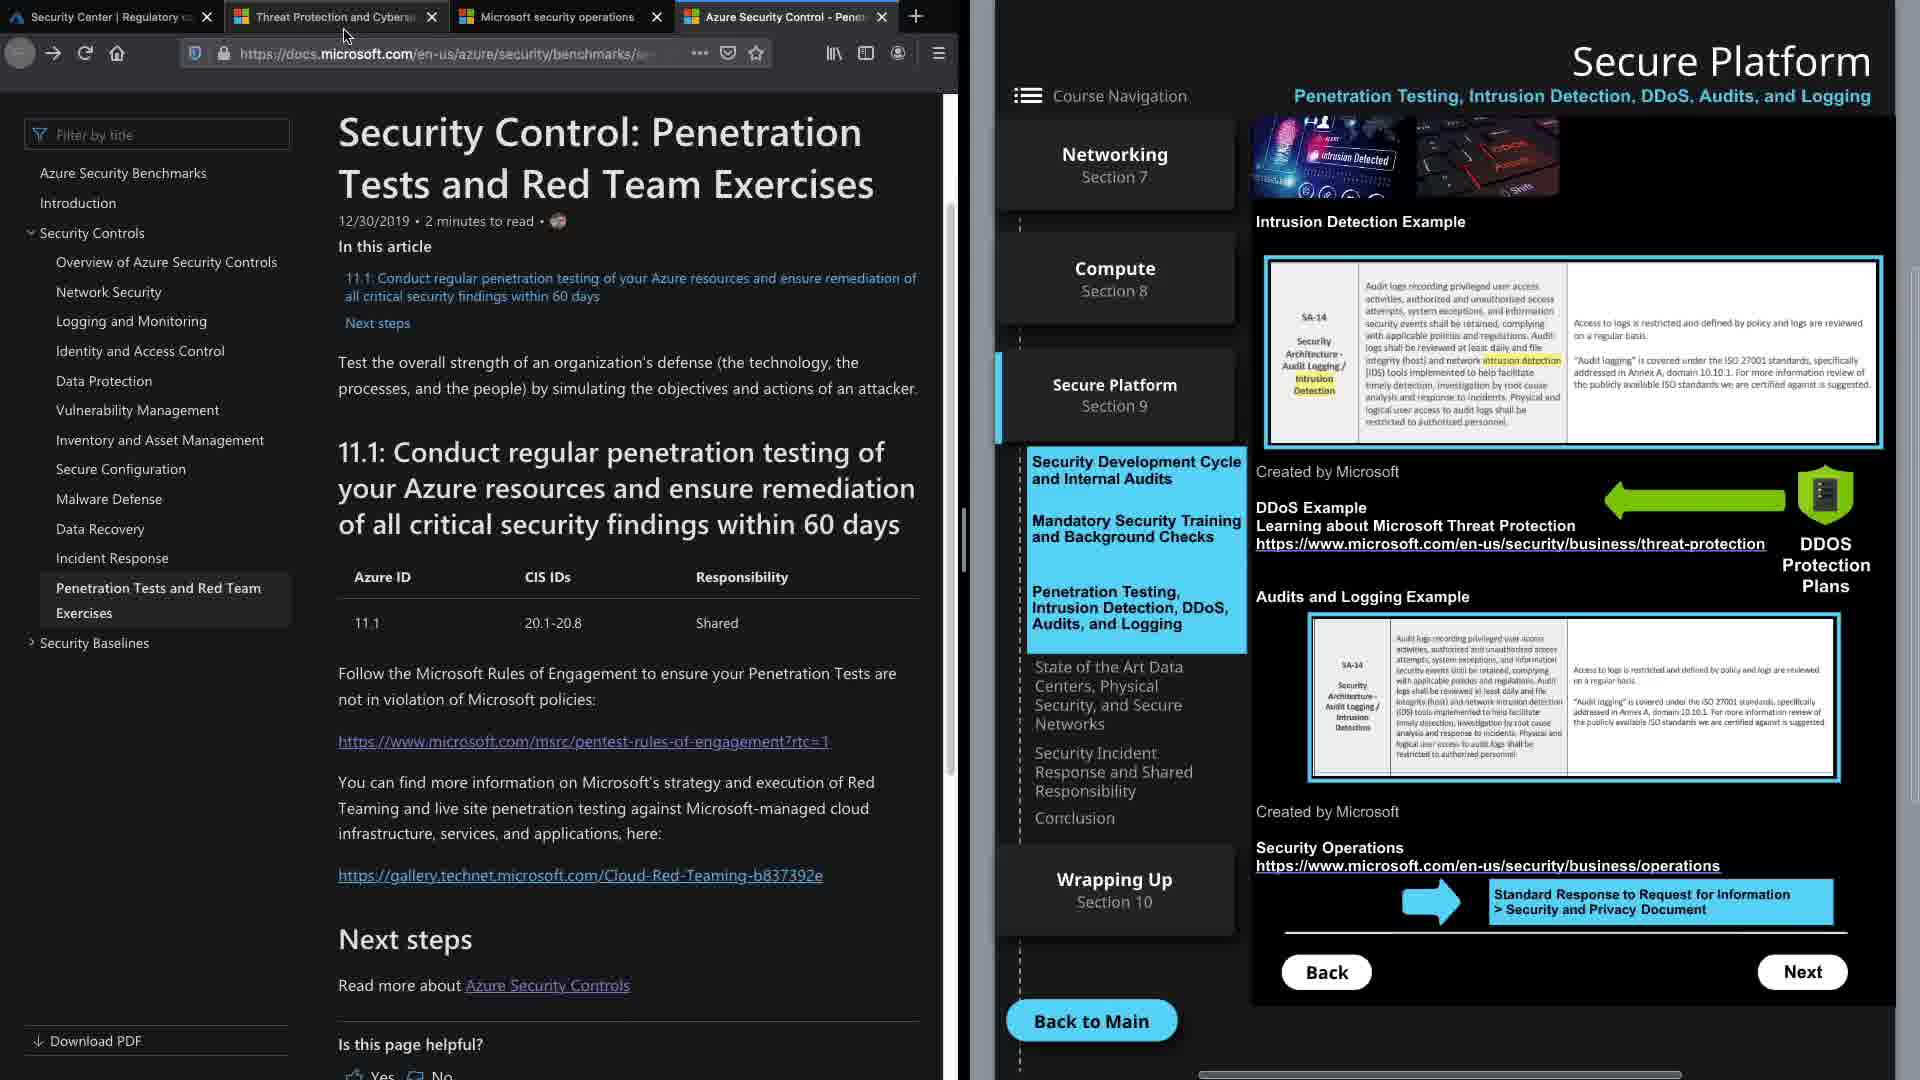 Security Center | Regulatory c
Threat Protection and Cybers
Microsoft security operations
Azure Security Control - Penet
https://docs.microsoft.com/en-us/azure/security/benchmarks/
Filter by title
Azure Security Benchmarks
Introduction
Security Controls
Overview of Azure Security Controls
Network Security
Logging and Monitoring
Identity and Access Control
Data Protection
Vulnerability Management
Inventory and Asset Management
Secure Configuration
Malware Defense
Data Recovery
Incident Response
Penetration Tests and Red Team
Exercises
Security Baselines
Download PDF
Security Control: Penetration
Tests and Red Team Exercises
12/30/2019 • 2 minutes to read •
In this article
11.1: Conduct regular penetration testing of your Azure resources and ensure remediation of
all critical security findings within 60 days
Next steps
Test the overall strength of an organization's defense (the technology, the
processes, and the people) by simulating the objectives and actions of an attacker.
11.1: Conduct regular penetration testing of
your Azure resources and ensure remediation
of all critical security findings within 60 days
Azure ID CIS IDs Responsibility
11.1 20.1-20.8 Shared
Follow the Microsoft Rules of Engagement to ensure your Penetration Tests are
not in violation of Microsoft policies:
https://www.microsoft.com/msrc/pentest-rules-of-engagement?rtc=1
You can find more information on Microsoft's strategy and execution of Red
Teaming and live site penetration testing against Microsoft-managed cloud
infrastructure, services, and applications, here:
https://gallery.technet.microsoft.com/Cloud-Red-Teaming-b837392e
Next steps
Read more about Azure Security Controls
Is this page helpful?
Yes No
Secure Platform
Course Navigation
Penetration Testing, Intrusion Detection, DDoS, Audits, and Logging
Networking
Section 7
Compute
Section 8
Secure Platform
Section 9
Security Development Cycle
and Internal Audits
Mandatory Security Training
and Background Checks
Penetration Testing,
Intrusion Detection, DDoS,
Audits, and Logging
State of the Art Data
Centers, Physical
Security, and Secure
Networks
Security Incident
Response and Shared
Responsibility
Conclusion
Wrapping Up
Section 10
Back to Main
Intrusion Detected
Shift
Intrusion Detection Example
SA-14
Security
Architecture -
Audit Logging /
Intrusion
Detection
Audit logs recording privileged user access
activities, authorized and unauthorized access
attempts, system exceptions, and information
security events shall be retained, complying
with applicable policies and regulations. Audit
logs shall be reviewed at least daily and file
integrity (host) and network intrusion detection
(IDS) tools implemented to help facilitate
timely detection, investigation by root cause
analysis and response to incidents. Physical and
logical user access to audit logs shall be
restricted to authorized personnel.
Access to logs is restricted and defined by policy and logs are reviewed
on a regular basis.
"Audit logging" is covered under the ISO 27001 standards, specifically
addressed in Annex A, domain 10.10.1. For more information review of
the publicly available ISO standards we are certified against is suggested.
Created by Microsoft
DDoS Example
Learning about Microsoft Threat Protection
https://www.microsoft.com/en-us/security/business/threat-protection
DDOS
Protection
Plans
Audits and Logging Example
SA-14
Security
Architecture -
Audit Logging /
Intrusion
Detection
Audit logs recording privileged user access
activities, authorized and unauthorized access
attempts, system exceptions, and information
security events shall be retained, complying
with applicable policies and regulations. Audit
logs shall be reviewed at least daily and file
integrity (host) and network intrusion detection
(IDS) tools implemented to help facilitate
timely detection, investigation by root cause
analysis and response to incidents. Physical and
logical user access to audit logs shall be
restricted to authorized personnel.
Access to logs is restricted and defined by policy and logs are reviewed
on a regular basis.
"Audit logging" is covered under the ISO 27001 standards, specifically
addressed in Annex A, domain 10.10.1. For more information review of
the publicly available ISO standards we are certified against is suggested.
Created by Microsoft
Security Operations
https://www.microsoft.com/en-us/security/business/operations
Standard Response to Request for Information
> Security and Privacy Document
Back
Next